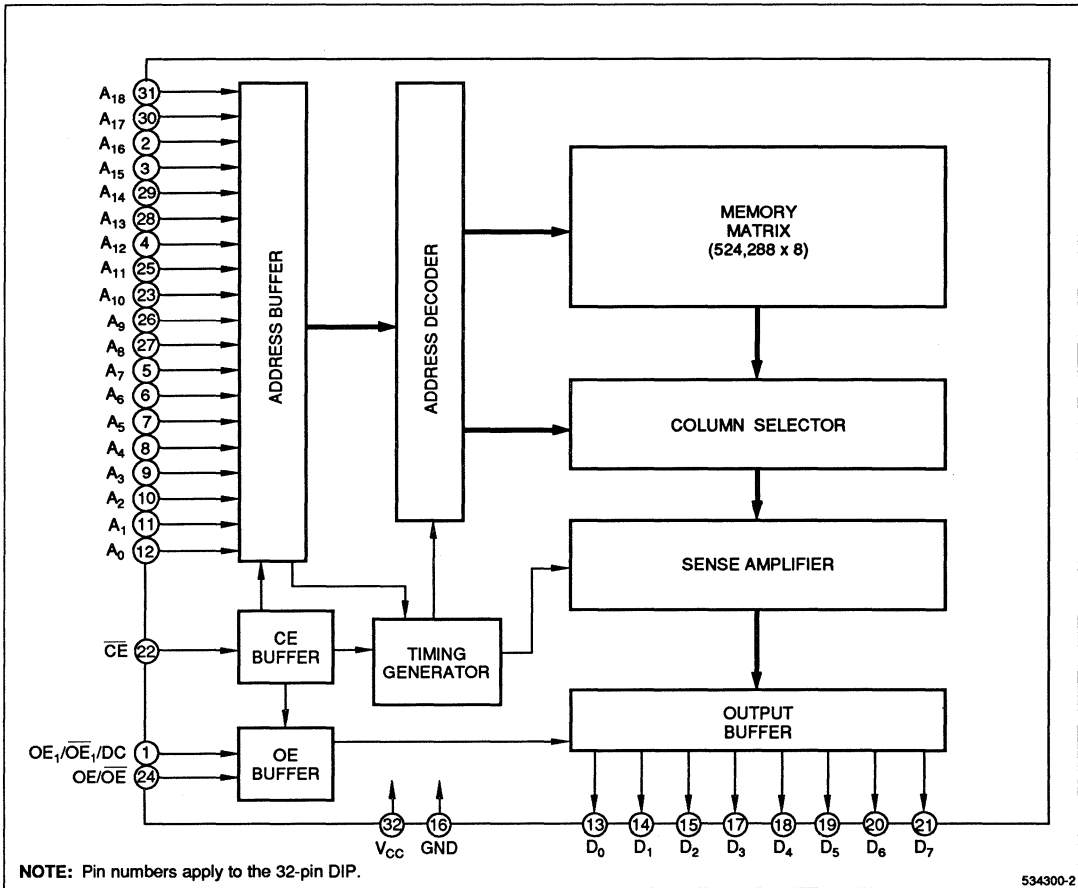 A18 31
A17 30
A16 2
A15 3
A14 29
A13 28
A12 4
A11 25
A10 23
A9 26
A8 27
A7 5
A6 6
A5 7
A4 8
A3 9
A2 10
A1 11
A0 12
ADDRESS BUFFER
ADDRESS DECODER
MEMORY
MATRIX
(524,288 x 8)
COLUMN SELECTOR
SENSE AMPLIFIER
C̅E̅ 22
CE
BUFFER
TIMING
GENERATOR
OUTPUT
BUFFER
OE1/O̅E̅1/DC 1
OE/O̅E̅ 24
OE
BUFFER
32 16 13 14 15 17 18 19 20 21
VCC GND D0 D1 D2 D3 D4 D5 D6 D7
NOTE: Pin numbers apply to the 32-pin DIP.
534300-2